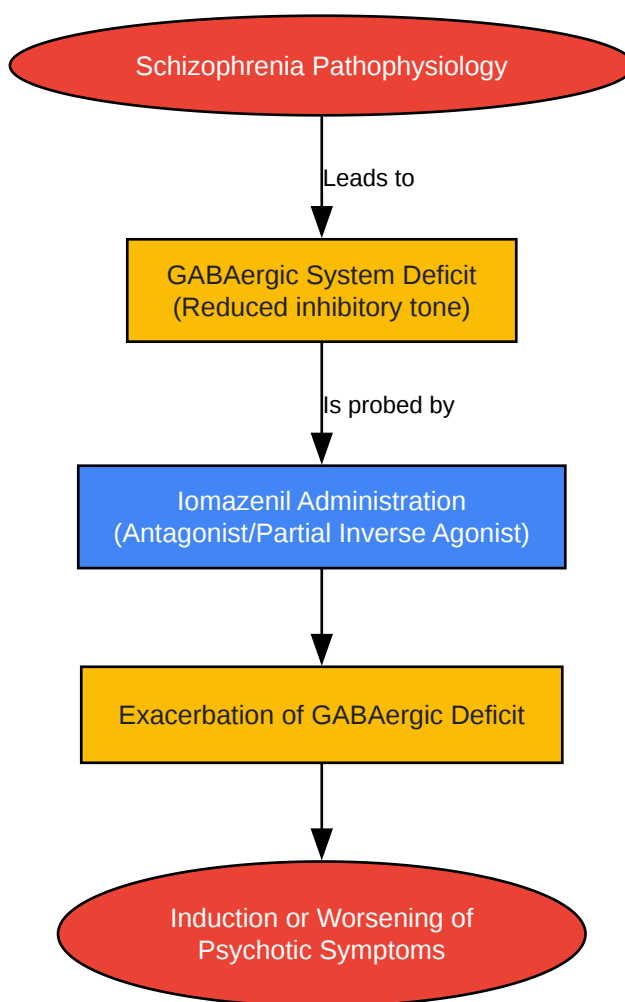 Schizophrenia Pathophysiology
Leads to
GABAergic System Deficit
(Reduced inhibitory tone)
Is probed by
Iomazenil Administration
(Antagonist/Partial Inverse Agonist)
Exacerbation of GABAergic Deficit
Induction or Worsening of
Psychotic Symptoms